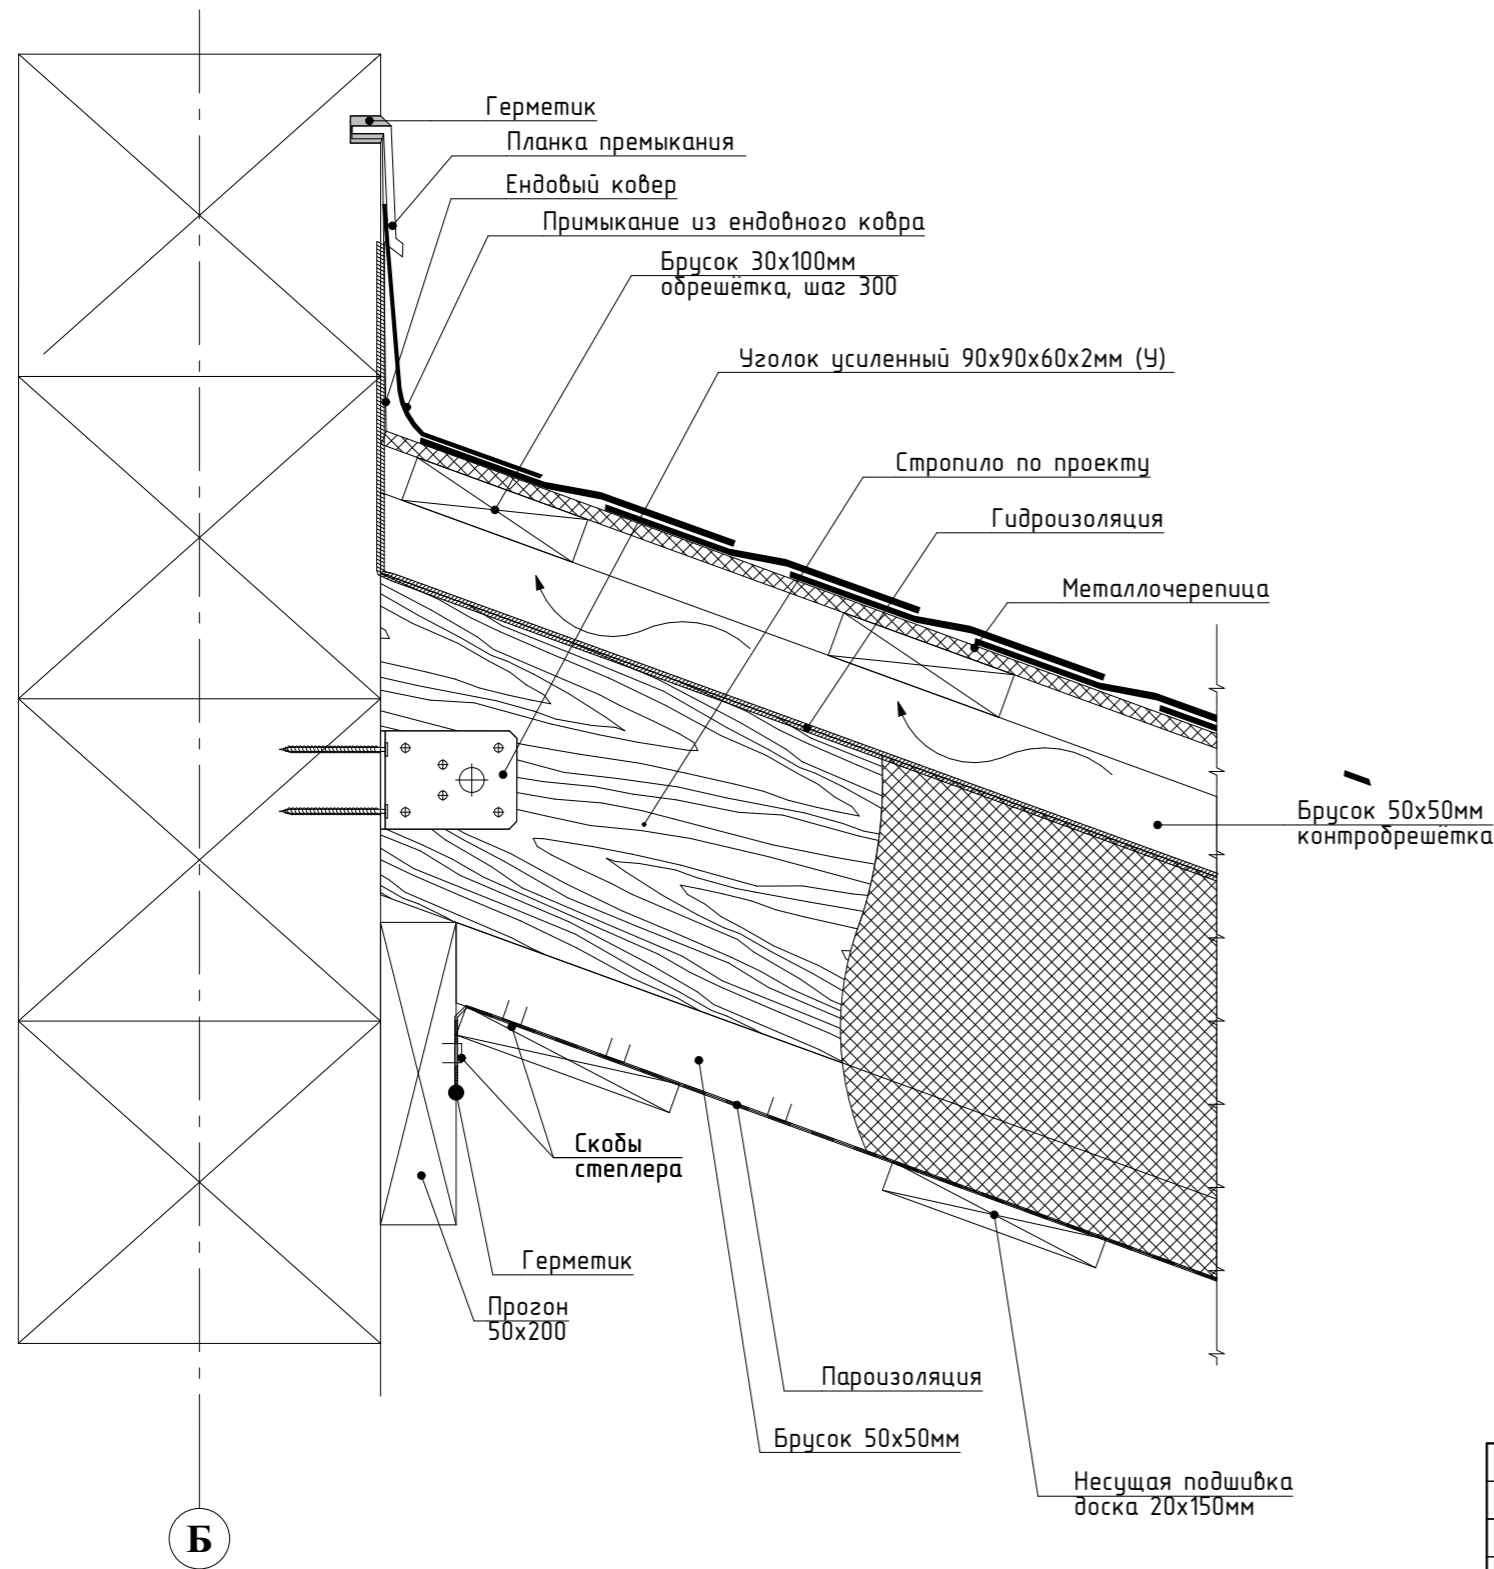 Герметик
Планка премыкания
Ендовый ковер
Примыкание из ендовного ковра
Брусок 30х100мм
обрешётка, шаг 300
Уголок усиленный 90х90х60х2мм (У)
Стропило по проекту
Гидроизоляция
Металлочерепица
Брусок 50х50мм
контробрешётка
Скобы
степлера
Герметик
Прогон
50х200
Пароизоляция
Брусок 50х50мм
Несущая подшивка
доска 20х150мм
Б